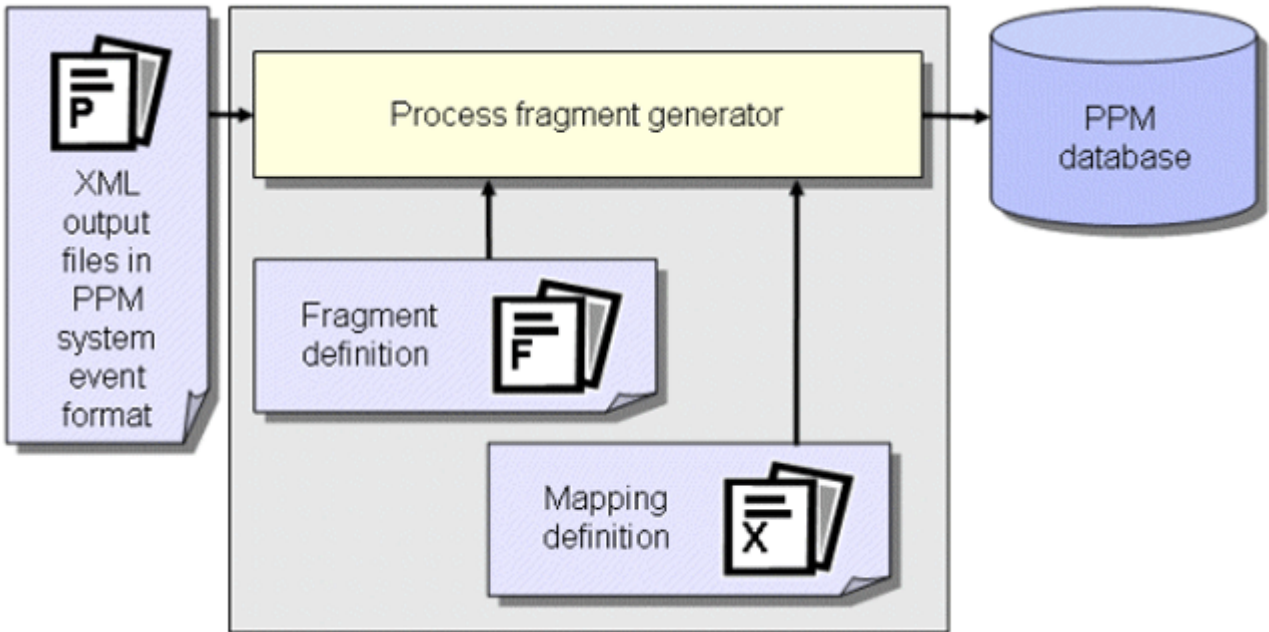 P
XML
output
files in
PPM
system
event
format
Process fragment generator
PPM
database
Fragment
definition
F
Mapping
definition
X